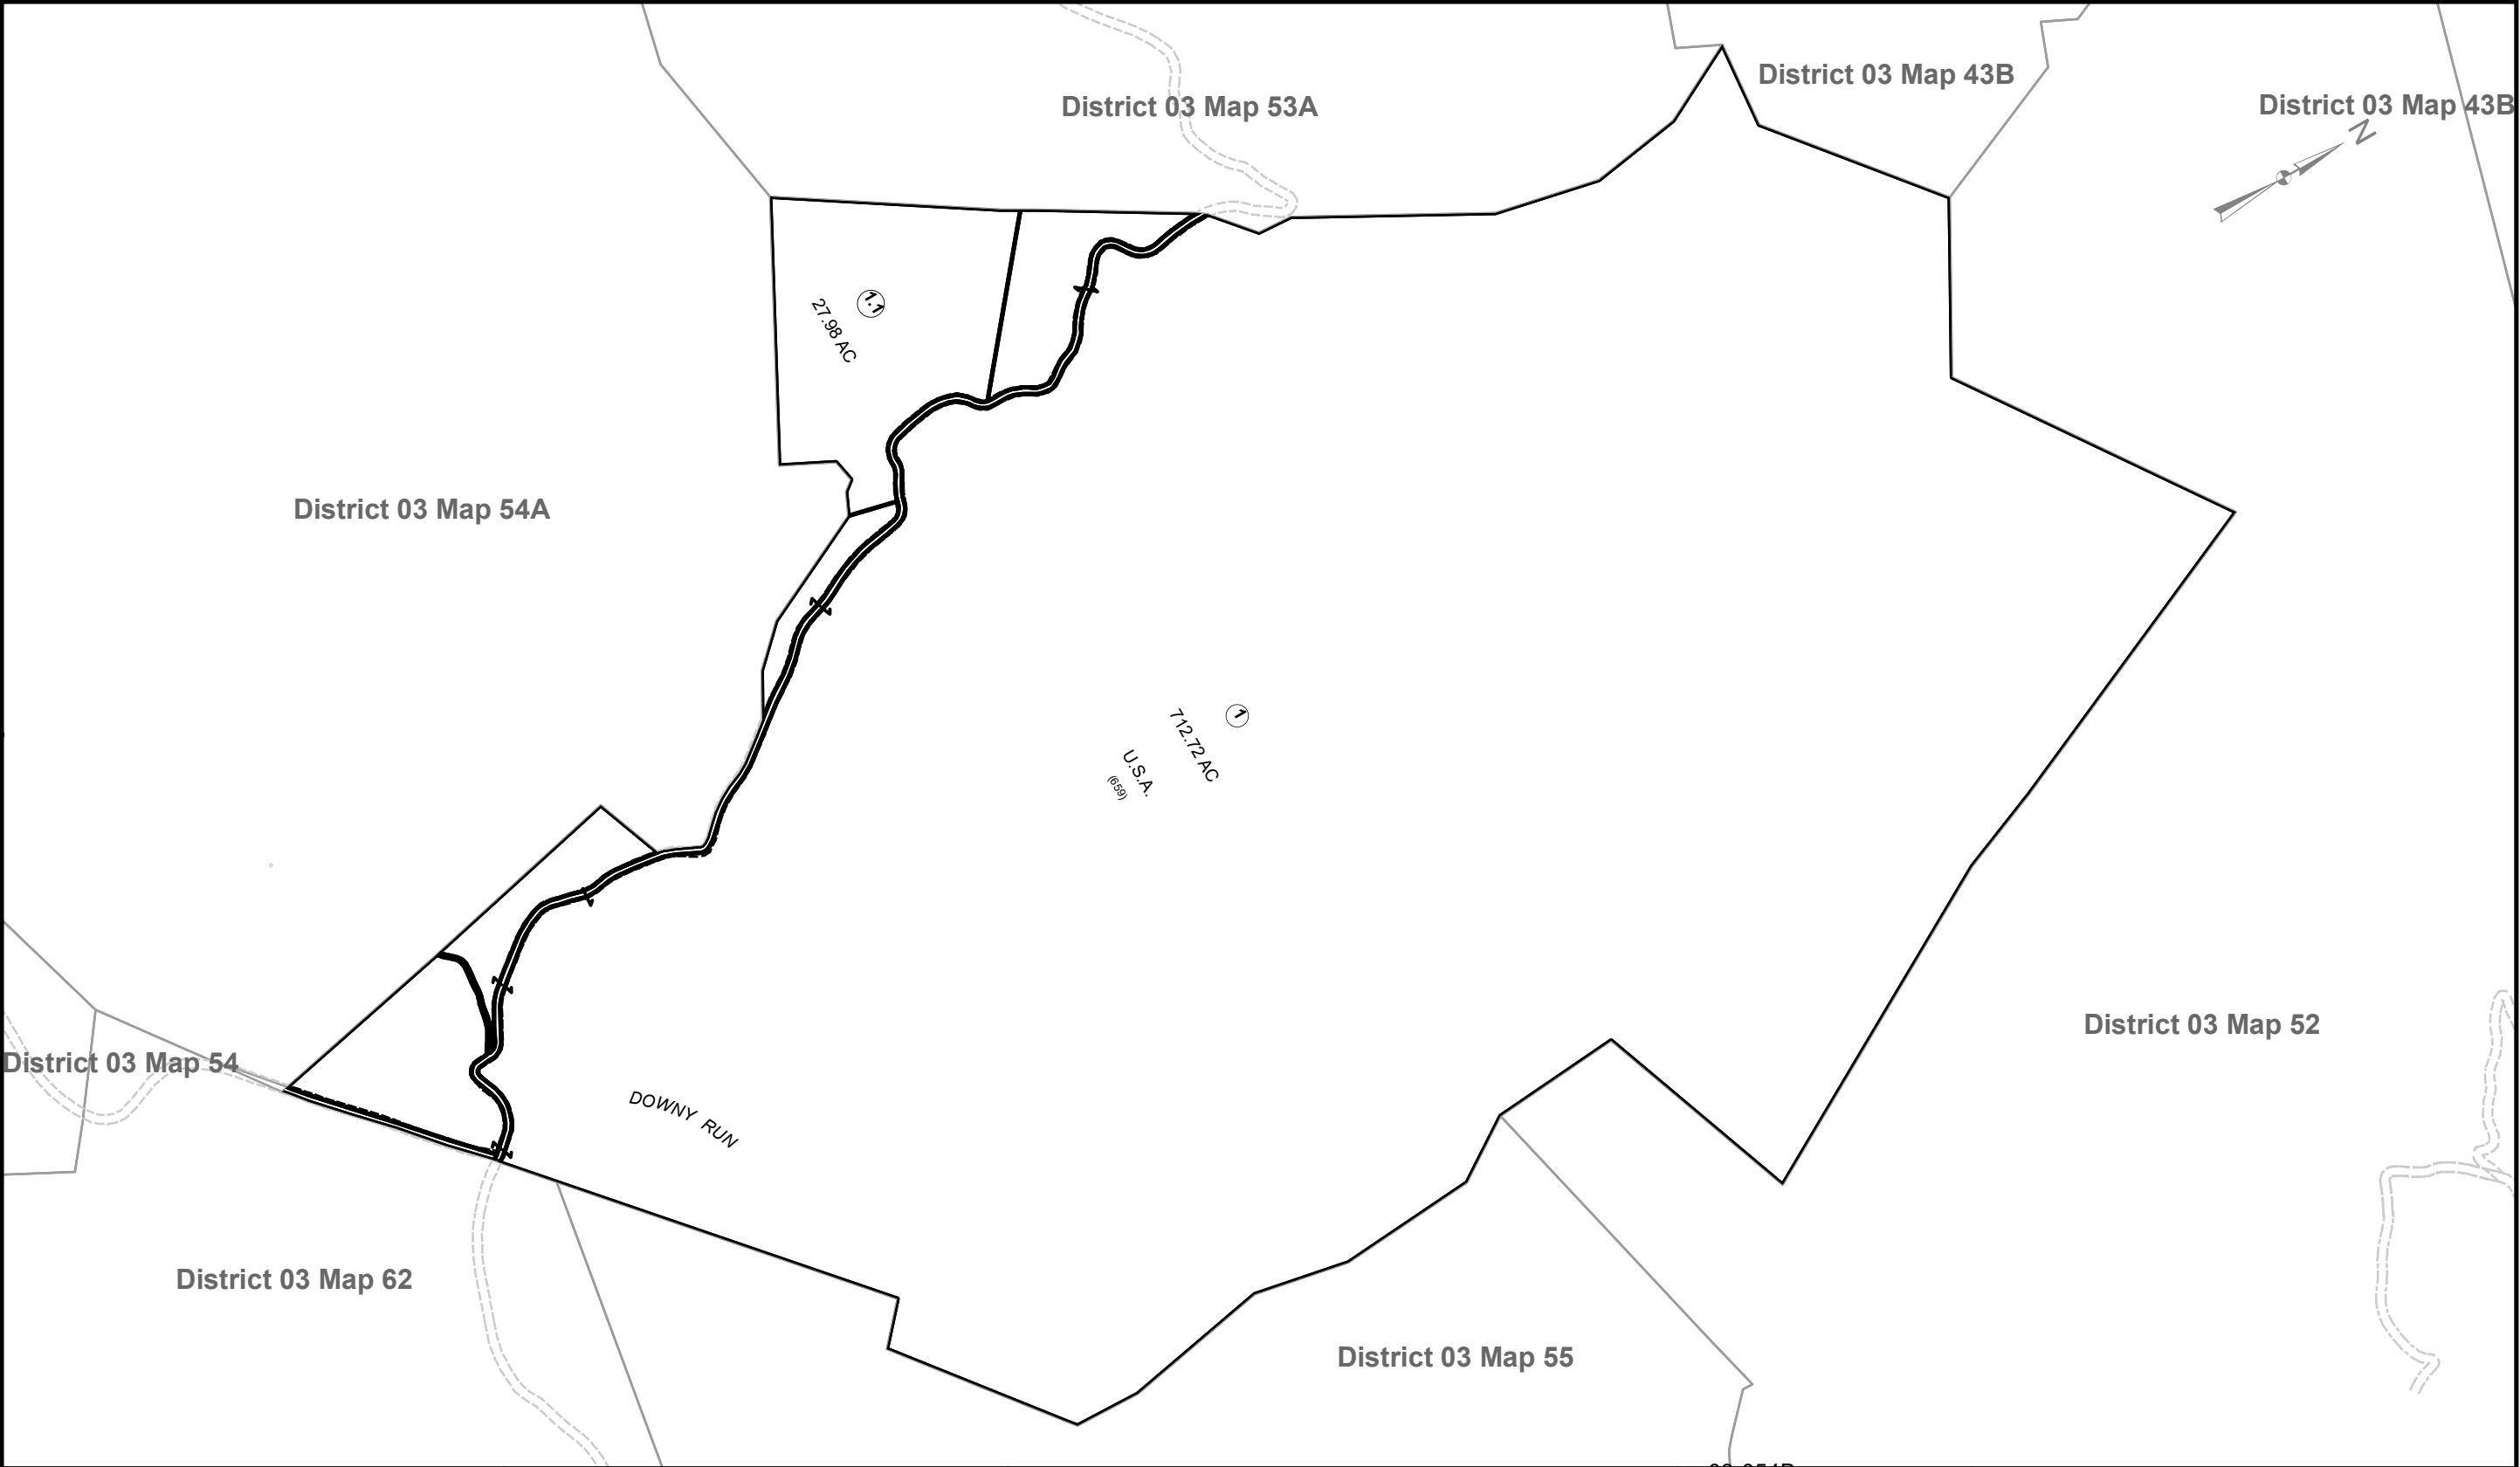 District 03 Map 43B
District 03 Map 53A
District 03 Map 43B
N
1.1
27.98 AC
District 03 Map 54A
1
712.72 AC
U.S.A.
(659)
District 03 Map 52
District 03 Map 54
DOWNY RUN
District 03 Map 62
District 03 Map 55